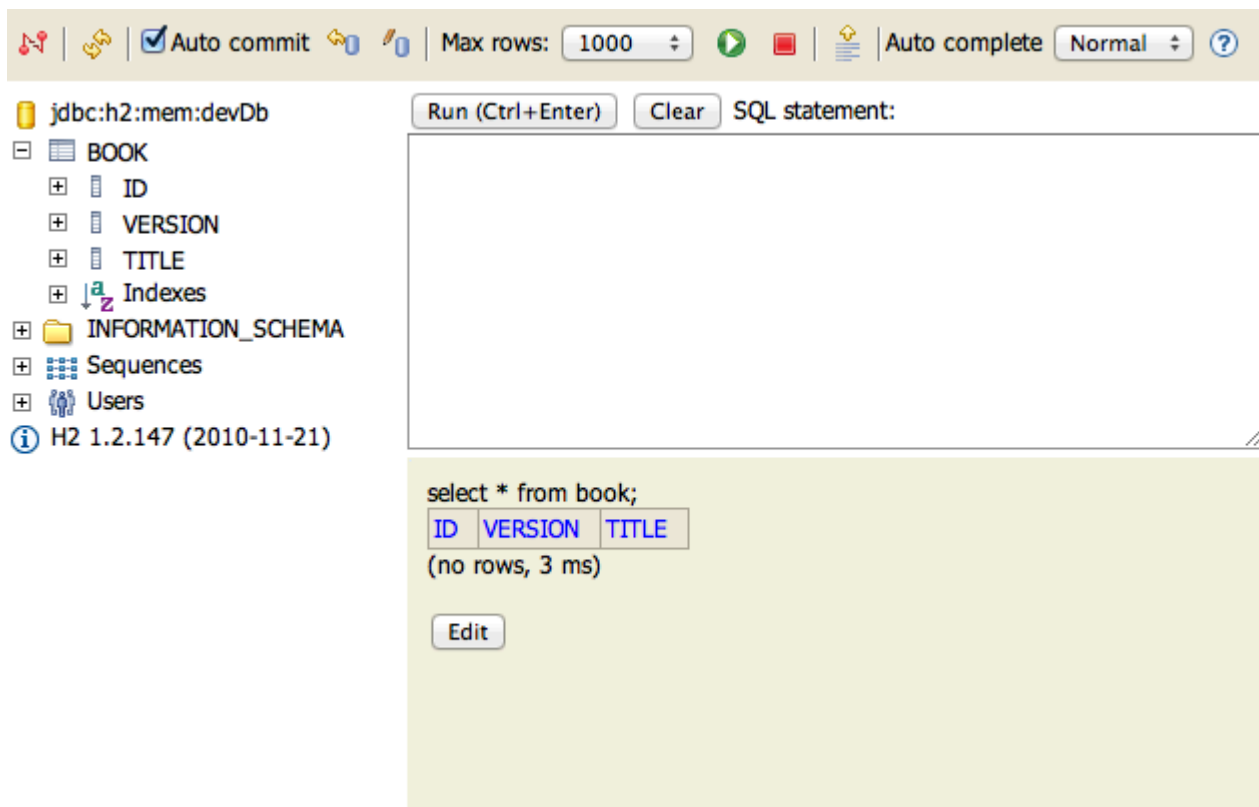 Auto commit Max rows: 1000 Auto complete Normal ?
jdbc:h2:mem:devDb
BOOK
ID
VERSION
TITLE
a z Indexes
INFORMATION_SCHEMA
Sequences
Users
i H2 1.2.147 (2010-11-21)
Run (Ctrl+Enter) Clear SQL statement:
select * from book;
ID VERSION TITLE
(no rows, 3 ms)
Edit